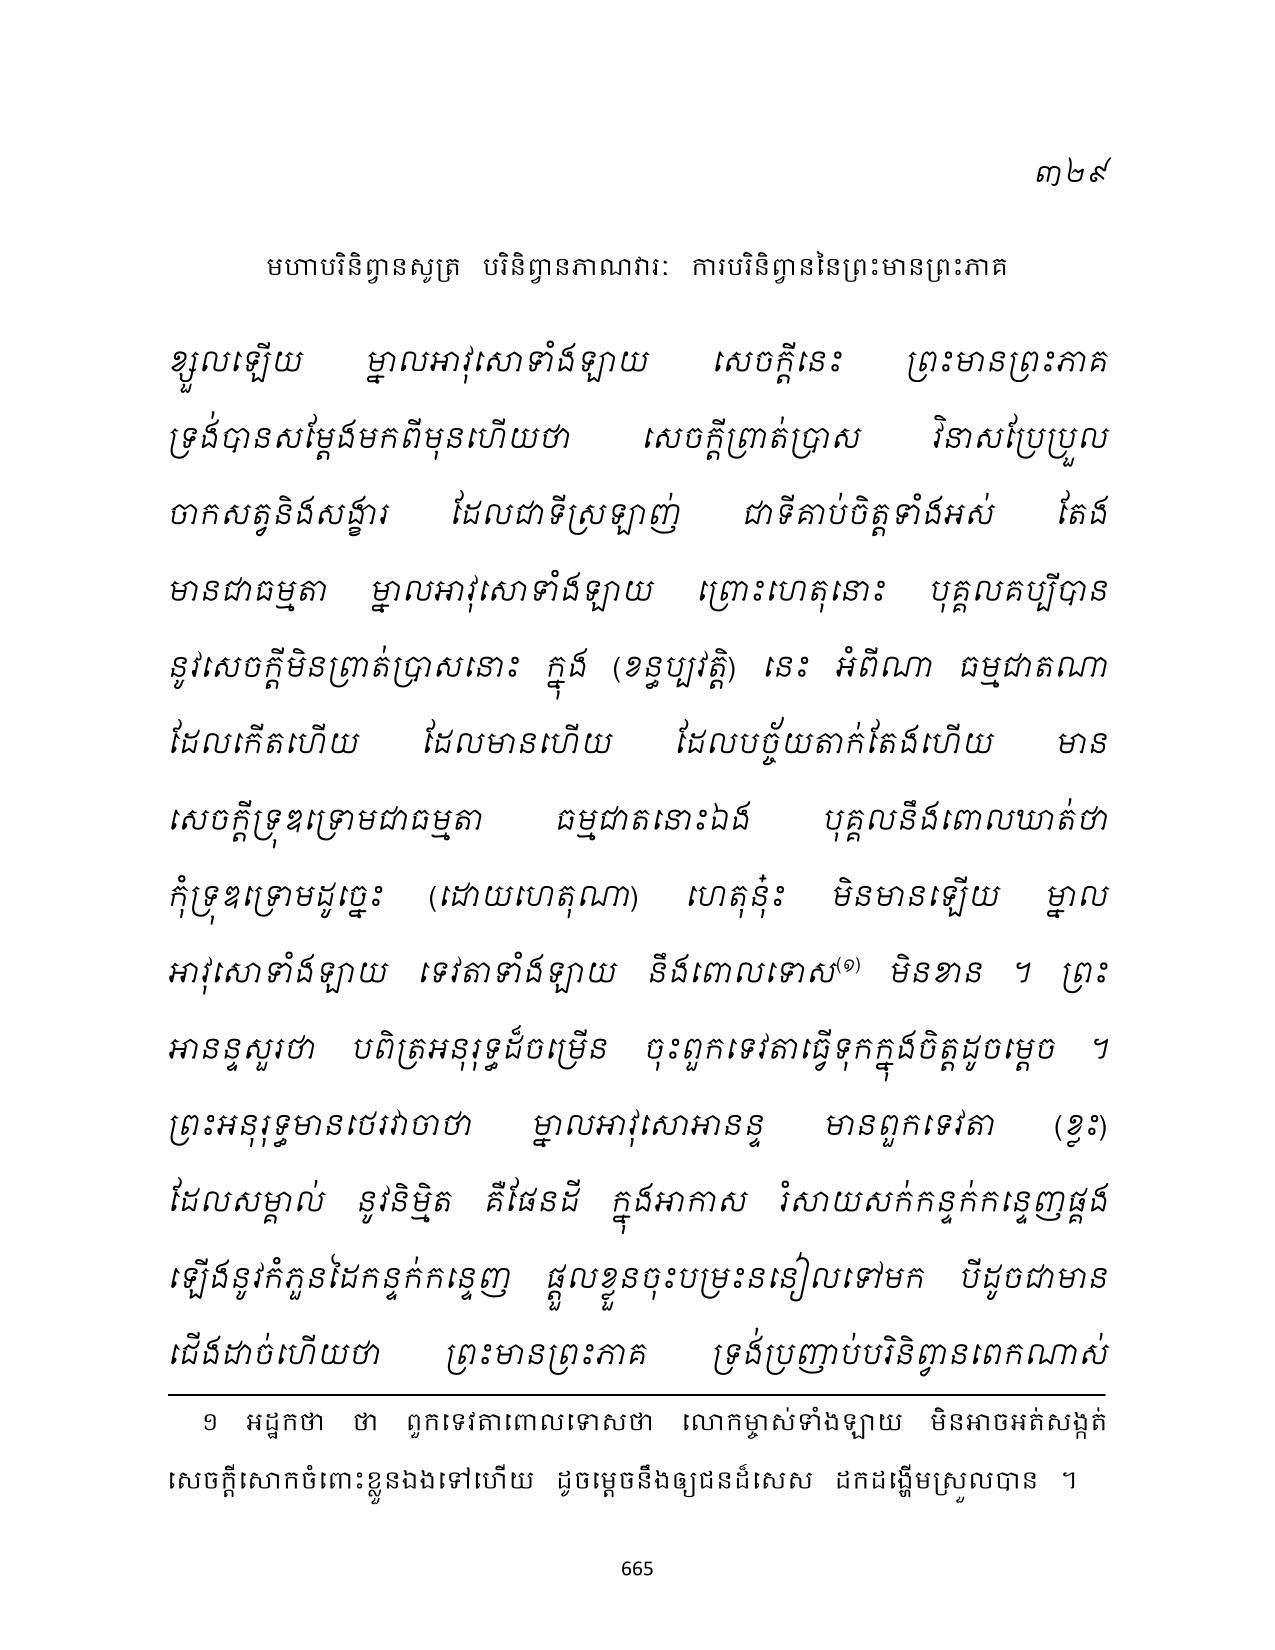 ៣២៩
មហាបរិនិព្វានសូត្រ បរិនិព្វានភាណវារៈ ការបរិនិព្វាននៃព្រះមានព្រះភាគ
ខ្សួលឡើយ ម្នាលអាវុសោទាំងឡាយ សេចក្តីនេះ ព្រះមានព្រះភាគ
ទ្រង់បានសម្តែងមកពីមុនហើយថា សេចក្តីព្រាត់ប្រាស វិនាសប្រែប្រួល
ចាកសត្វនិងសង្ខារ ដែលជាទីស្រឡាញ់ ជាទីគាប់ចិត្តទាំងអស់ តែង
មានជាធម្មតា ម្នាលអាវុសោទាំងឡាយ ព្រោះហេតុនោះ បុគ្គលគប្បីបាន
នូវសេចក្តីមិនព្រាត់ប្រាសនោះ ក្នុង (ខន្ធប្បវត្តិ) នេះ អំពីណា ធម្មជាតណា
ដែលកើតហើយ ដែលមានហើយ ដែលបច្ច័យតាក់តែងហើយ មាន
សេចក្តីទ្រុឌទ្រោមជាធម្មតា ធម្មជាតនោះឯង បុគ្គលនឹងពោលឃាត់ថា
កុំទ្រុឌទ្រោមដូច្នេះ (ដោយហេតុណា) ហេតុនុ៎ះ មិនមានឡើយ ម្នាល
អាវុសោទាំងឡាយ ទេវតាទាំងឡាយ នឹងពោលទោស(១) មិនខាន ។ ព្រះ
អានន្ទសួរថា បពិត្រអនុរុទ្ធដ៏ចម្រើន ចុះពួកទេវតាធ្វើទុកក្នុងចិត្តដូចម្តេច ។
ព្រះអនុរុទ្ធមានថេរវាចាថា ម្នាលអាវុសោអានន្ទ មានពួកទេវតា (ខ្លះ)
ដែលសម្គាល់ នូវនិម្មិត គឺផែនដី ក្នុងអាកាស រំសាយសក់កន្ទក់កន្ទេញផ្គង
ឡើងនូវកំភួនដៃកន្ទក់កន្ទេញ ផ្តួលខ្លួនចុះបម្រះននៀលទៅមក បីដូចជាមាន
ជើងដាច់ហើយថា ព្រះមានព្រះភាគ ទ្រង់ប្រញាប់បរិនិព្វានពេកណាស់
១ អដ្ឋកថា ថា ពួកទេវតាពោលទោសថា លោកម្ចាស់ទាំងឡាយ មិនអាចអត់សង្កត់
សេចក្តីសោកចំពោះខ្លួនឯងទៅហើយ ដូចម្តេចនឹងឲ្យជនដ៏សេស ដកដង្ហើមស្រួលបាន ។
665